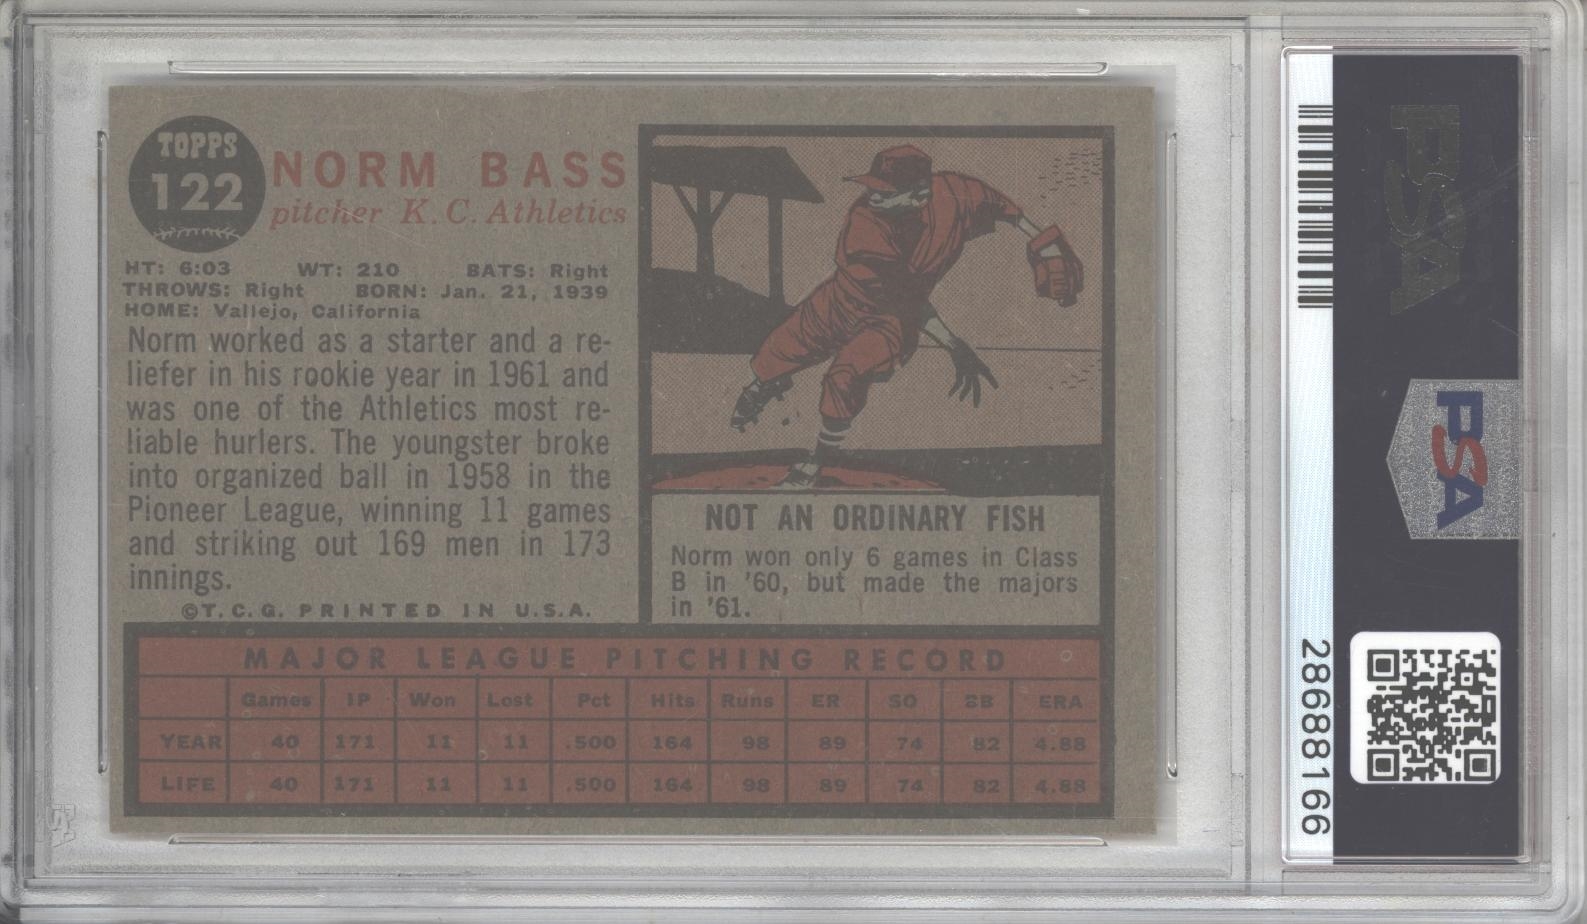 TOPPS
122
NORM BASS
pitcher K. C. Athletics
HT: 6:03 WT: 210 BATS: Right
THROWS: Right BORN: Jan. 21, 1939
HOME: Vallejo, California
Norm worked as a starter and a re-
liefer in his rookie year in 1961 and
was one of the Athletics most re-
liable hurlers. The youngster broke
into organized ball in 1958 in the
Pioneer League, winning 11 games
and striking out 169 men in 173
innings.
©T.C.G. PRINTED IN U.S.A.
NOT AN ORDINARY FISH
Norm won only 6 games in Class
B in '60, but made the majors
in '61.
MAJOR LEAGUE PITCHING RECORD
Games IP Won Lost Pct Hits Runs ER SO BB ERA
YEAR 40 171 11 11 .500 164 98 89 74 82 4.88
LIFE 40 171 11 11 .500 164 98 89 74 82 4.88
PSA
PSA
28688166
PSA